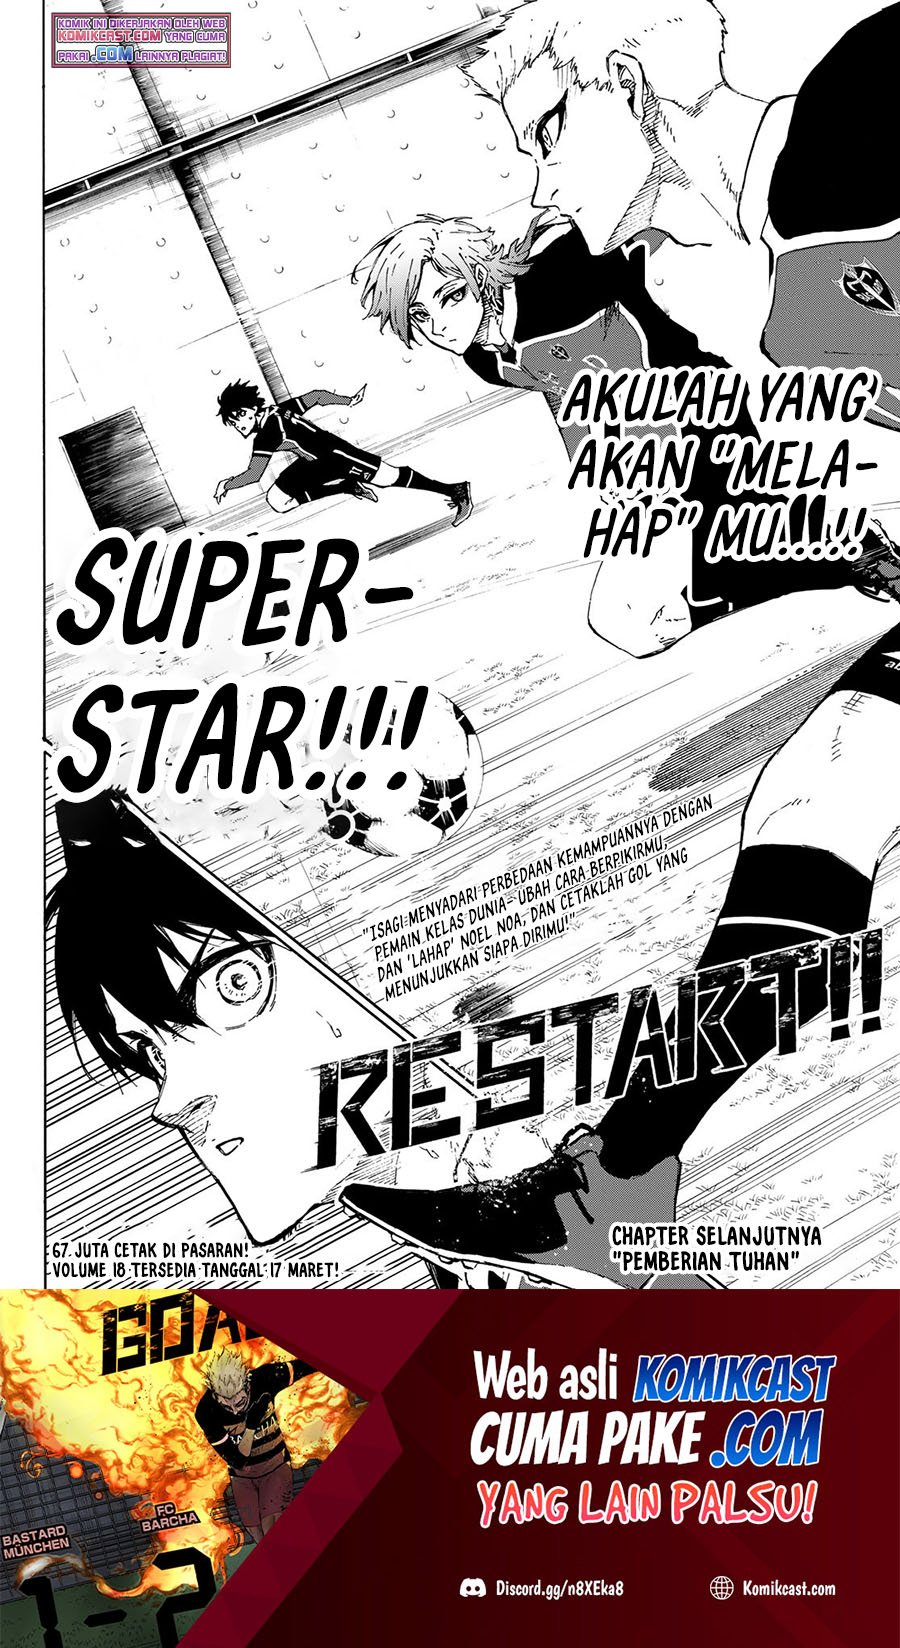 KOMIK INI DIKERJAKAN OLEH WEB
KOMIKCAST.COM YANG CUMA
PAKAI .COM LAINNYA PLAGIAT!
AKULAH YANG
AKAN "MELA-
HAP" MU.....!!
SUPER-
STAR!!!
"ISAGI MENYADARI PERBEDAAN KEMAMPUANNYA DENGAN
PEMAIN KELAS DUNIA- UBAH CARA BERPIKIRMU,
DAN 'LAHAP' NOEL NOA, DAN CETAKLAH GOL YANG
MENUNJUKKAN SIAPA DIRIMU!"
RESTART!!
67 JUTA CETAK DI PASARAN!
VOLUME 18 TERSEDIA TANGGAL 17 MARET!
CHAPTER SELANJUTNYA
"PEMBERIAN TUHAN"
BARCHA
FC
BARCHA
BASTARD
MÜNCHEN
1-2
Web asli KOMIKCAST
CUMA PAKE .COM
YANG LAIN PALSU!
Discord.gg/n8XEka8
Komikcast.com